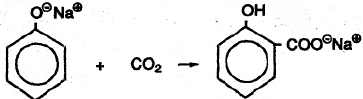 O⊖Na⊕
OH
COO⊖Na⊕
+ CO₂ →